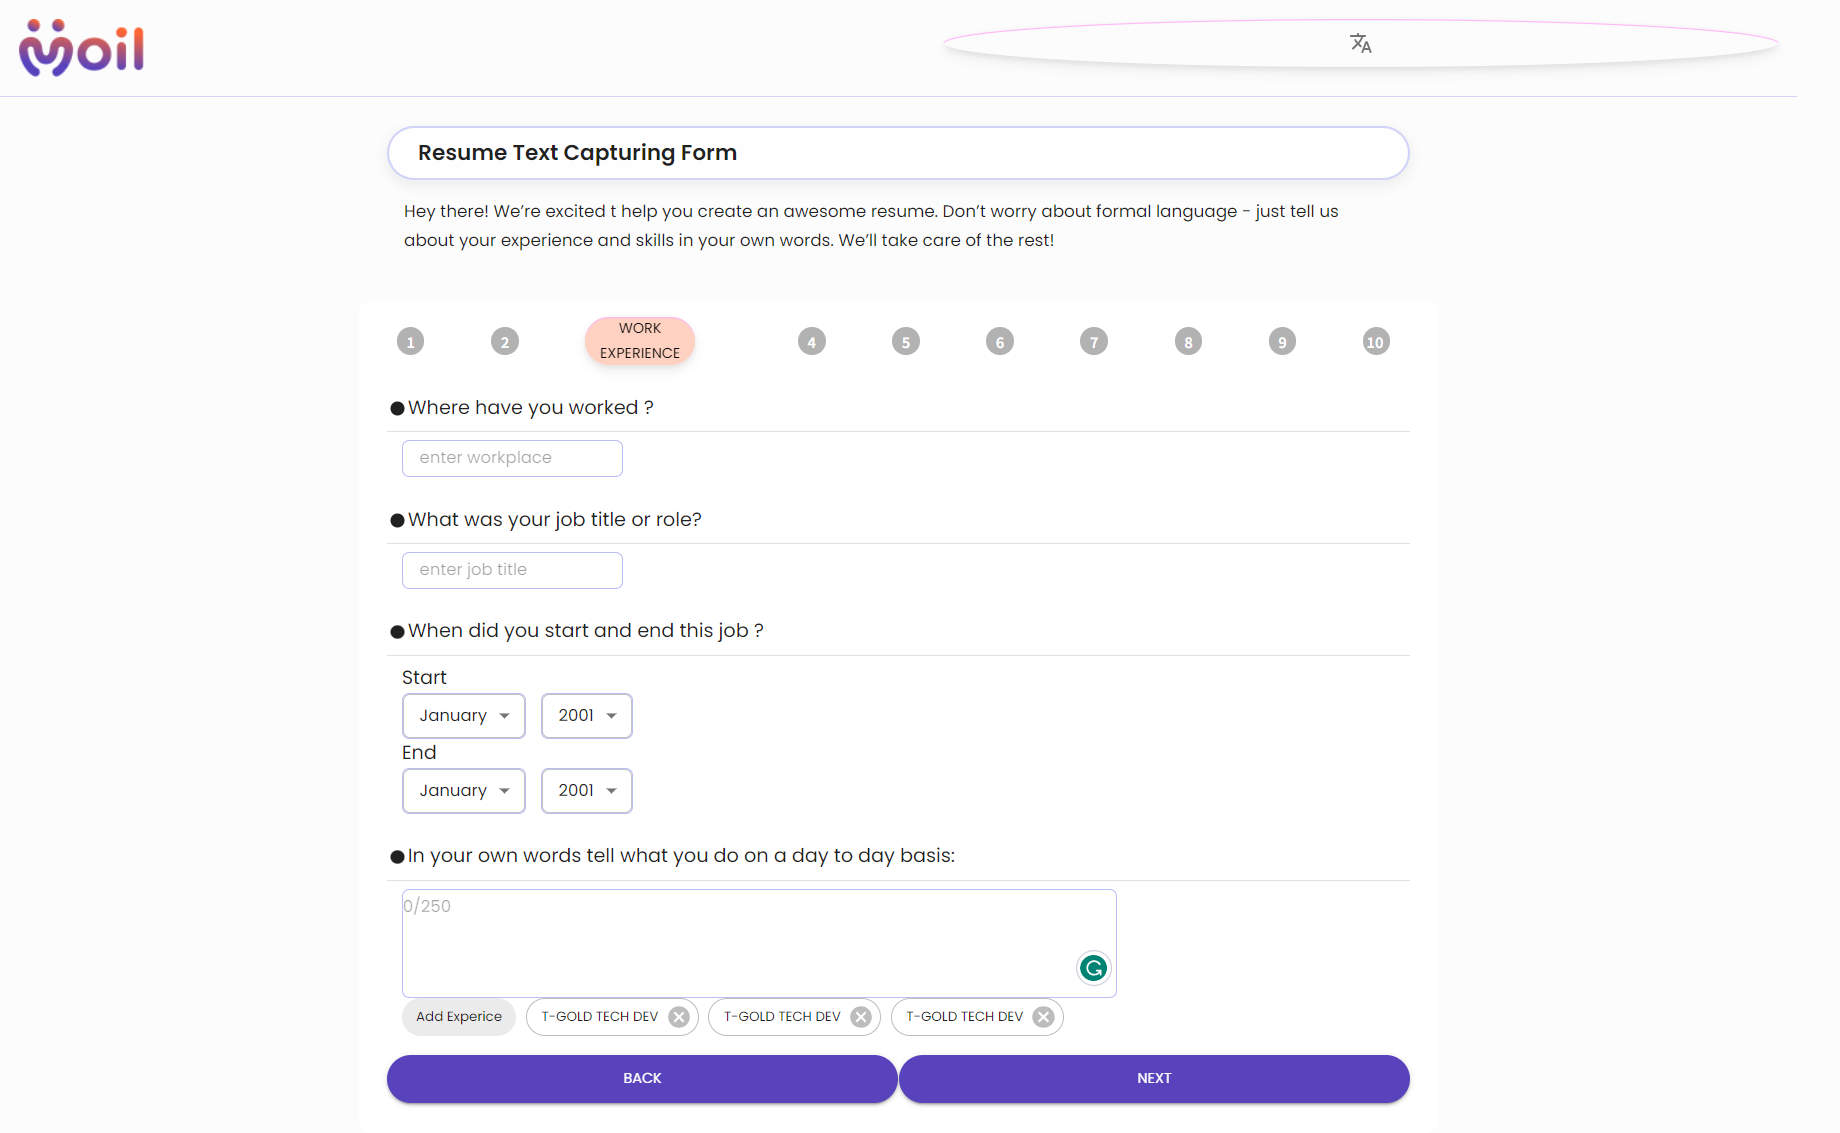 Moil
文A
Resume Text Capturing Form
Hey there! We’re excited t help you create an awesome resume. Don’t worry about formal language - just tell us
about your experience and skills in your own words. We’ll take care of the rest!
1 2 WORK EXPERIENCE 4 5 6 7 8 9 10
Where have you worked ?
enter workplace
What was your job title or role?
enter job title
When did you start and end this job ?
Start
January 2001
End
January 2001
In your own words tell what you do on a day to day basis:
0/250
G
Add Experice T-GOLD TECH DEV T-GOLD TECH DEV T-GOLD TECH DEV
BACK NEXT